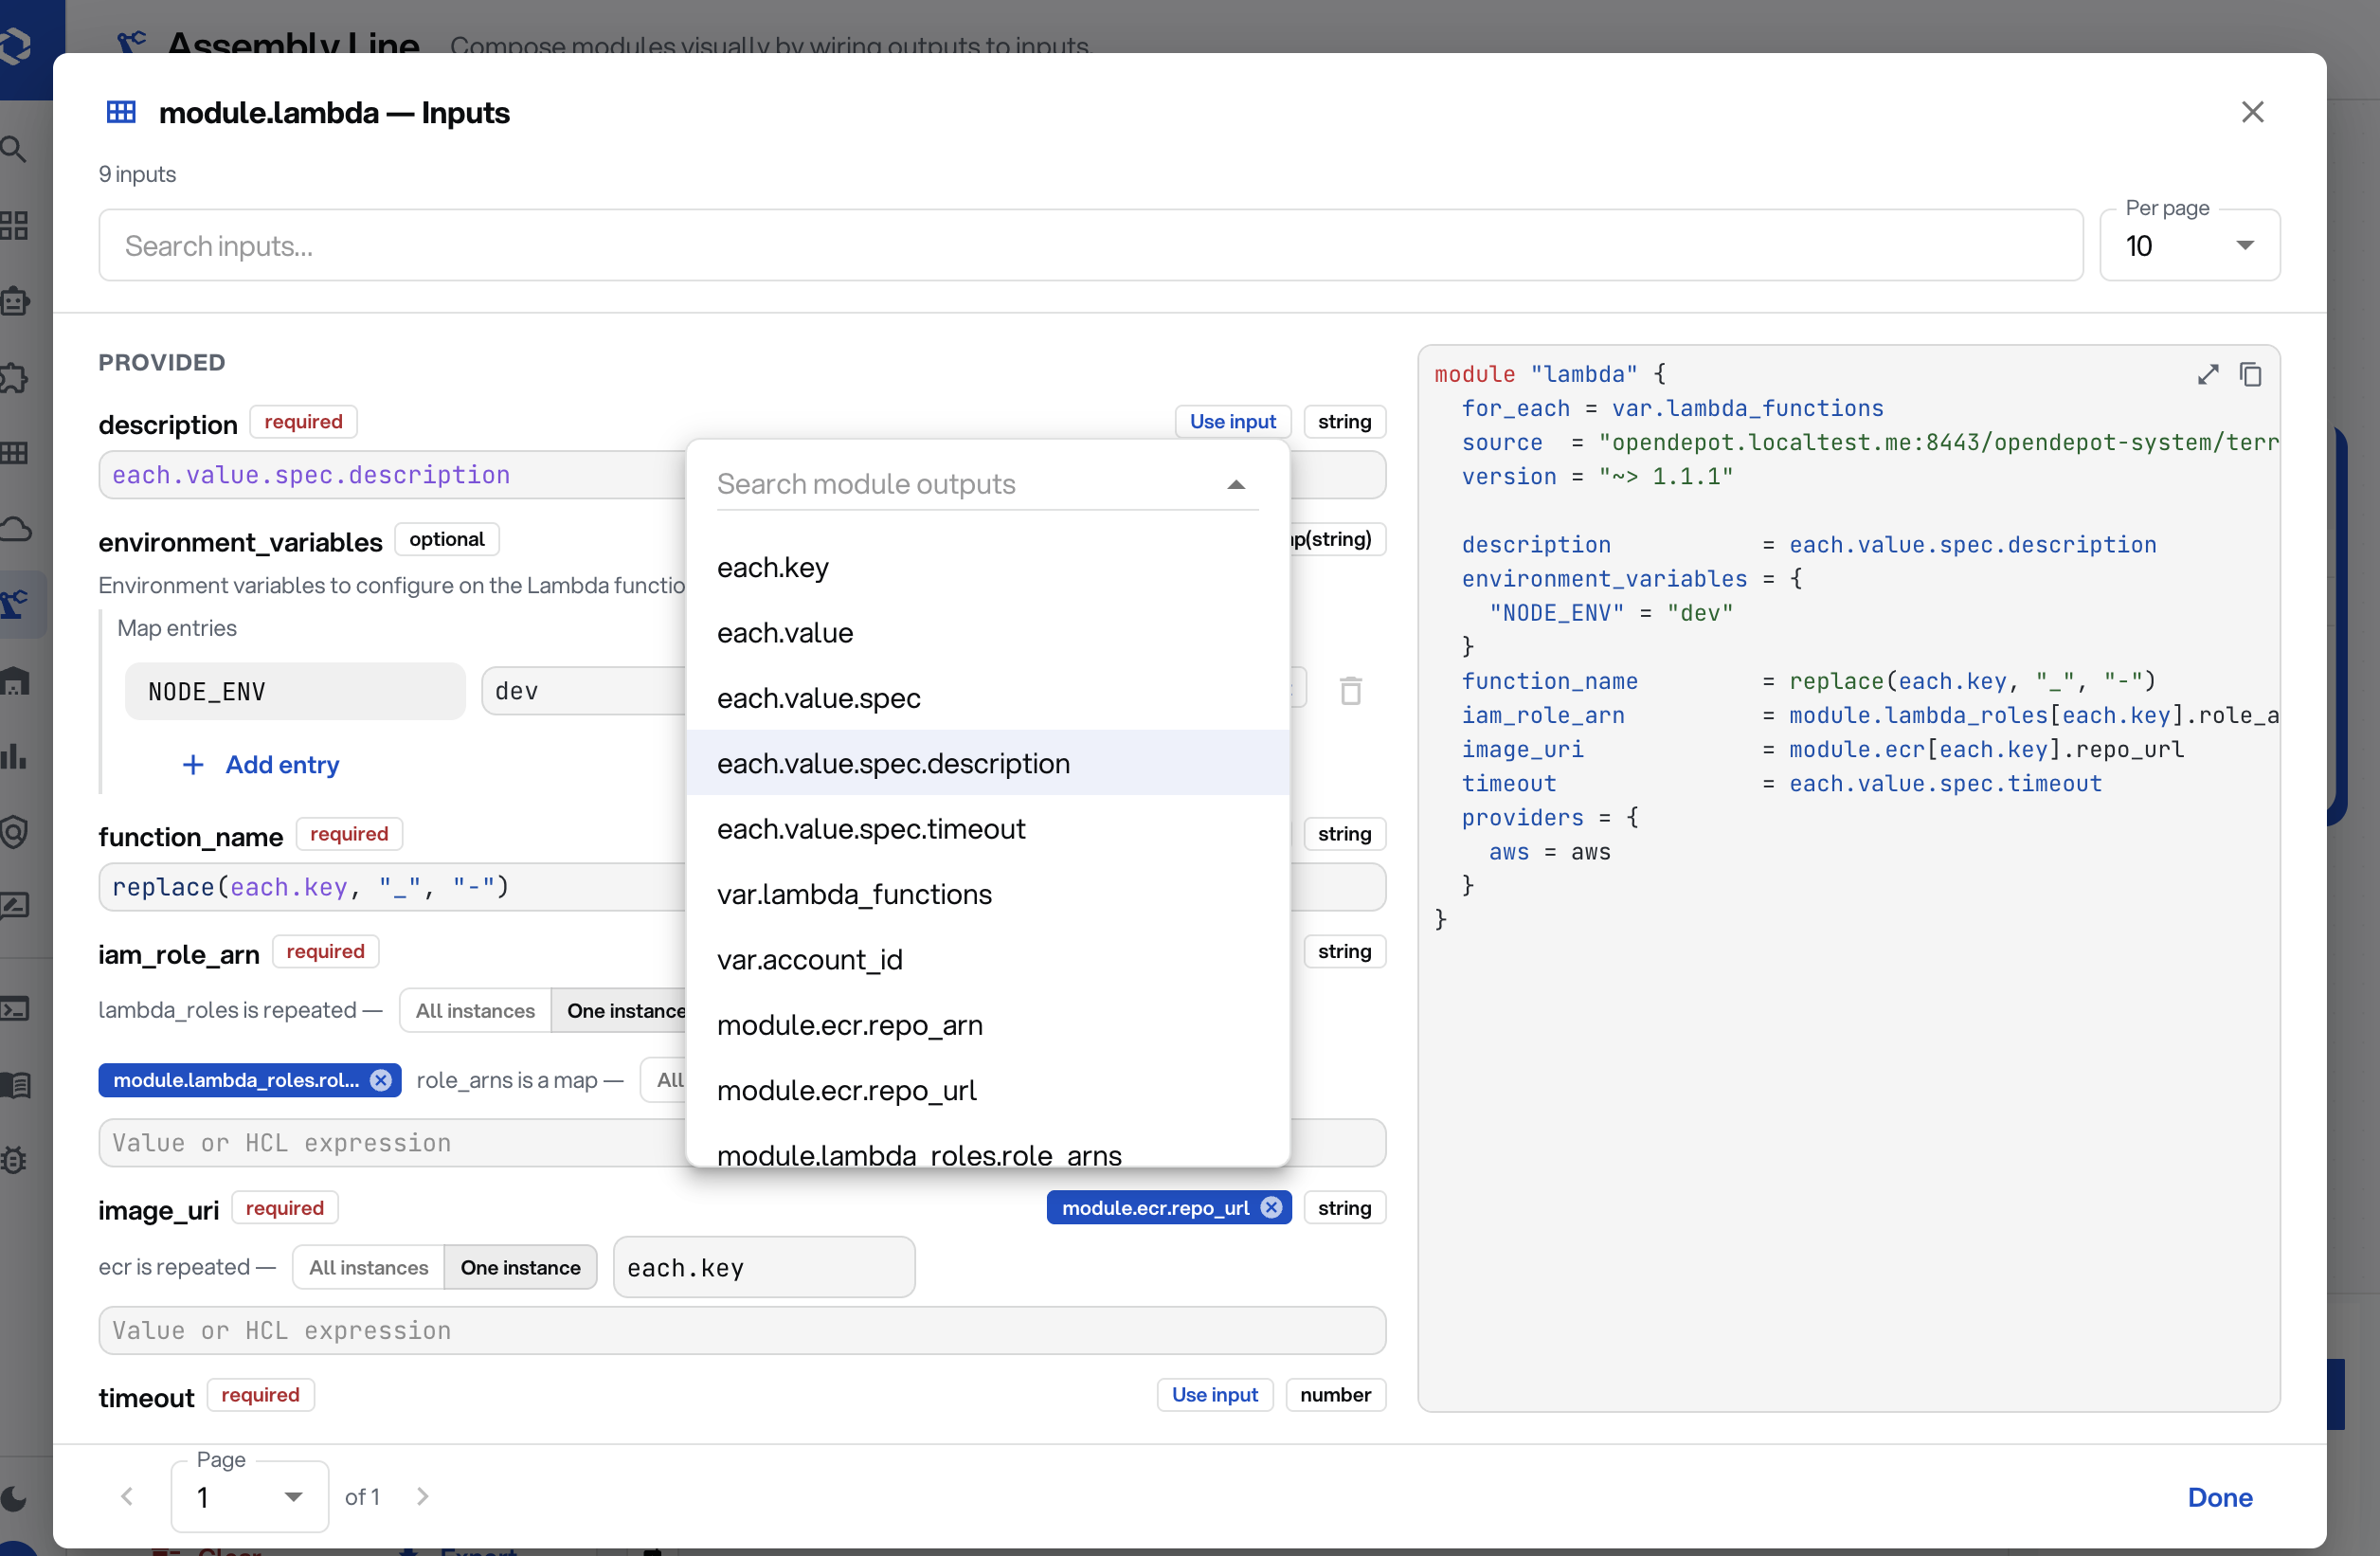 Assembly Line Compose modules visually by wiring outputs to inputs.
module.lambda — Inputs
9 inputs
Search inputs...
Per page
10
PROVIDED
description required Use input string
each.value.spec.description
environment_variables optional p(string)
Environment variables to configure on the Lambda functio
Map entries
NODE_ENV dev
+ Add entry
function_name required string
replace(each.key, "_", "-")
iam_role_arn required string
lambda_roles is repeated — All instances One instance
module.lambda_roles.rol... role_arns is a map — All
Value or HCL expression
image_uri required module.ecr.repo_url string
ecr is repeated — All instances One instance each.key
Value or HCL expression
timeout required Use input number
Search module outputs
each.key
each.value
each.value.spec
each.value.spec.description
each.value.spec.timeout
var.lambda_functions
var.account_id
module.ecr.repo_arn
module.ecr.repo_url
module.lambda_roles.role_arns
module "lambda" {
for_each = var.lambda_functions
source = "opendepot.localtest.me:8443/opendepot-system/terr
version = "~> 1.1.1"
description = each.value.spec.description
environment_variables = {
"NODE_ENV" = "dev"
}
function_name = replace(each.key, "_", "-")
iam_role_arn = module.lambda_roles[each.key].role_a
image_uri = module.ecr[each.key].repo_url
timeout = each.value.spec.timeout
providers = {
aws = aws
}
}
Page
1 of 1
Done
Clear Export